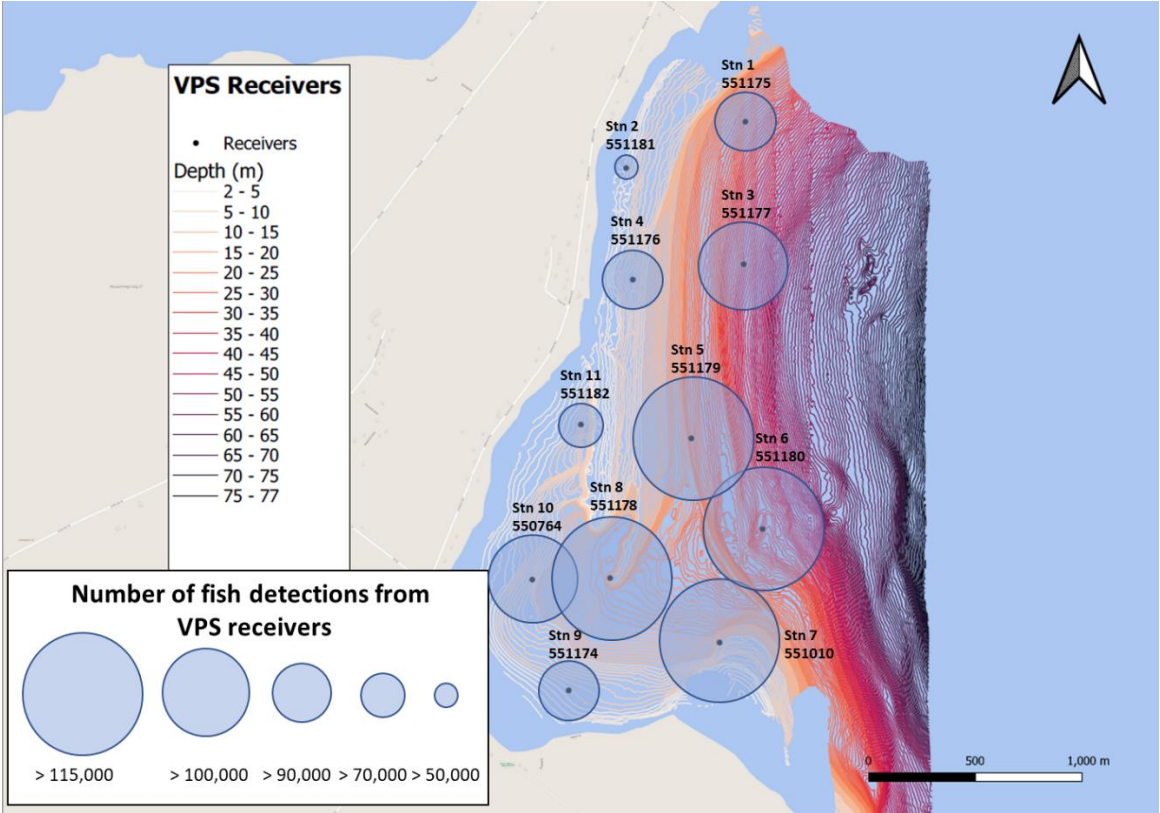 VPS Receivers
Receivers
Depth (m)
2 - 5
5 - 10
10 - 15
15 - 20
20 - 25
25 - 30
30 - 35
35 - 40
40 - 45
45 - 50
50 - 55
55 - 60
60 - 65
65 - 70
70 - 75
75 - 77
Stn 1
551175
Stn 2
551181
Stn 3
551177
Stn 4
551176
Stn 5
551179
Stn 11
551182
Stn 6
551180
Stn 8
551178
Stn 10
550764
Stn 9
551174
Stn 7
551010
Number of fish detections from
VPS receivers
> 115,000 > 100,000 > 90,000 > 70,000 > 50,000
0 500 1,000 m